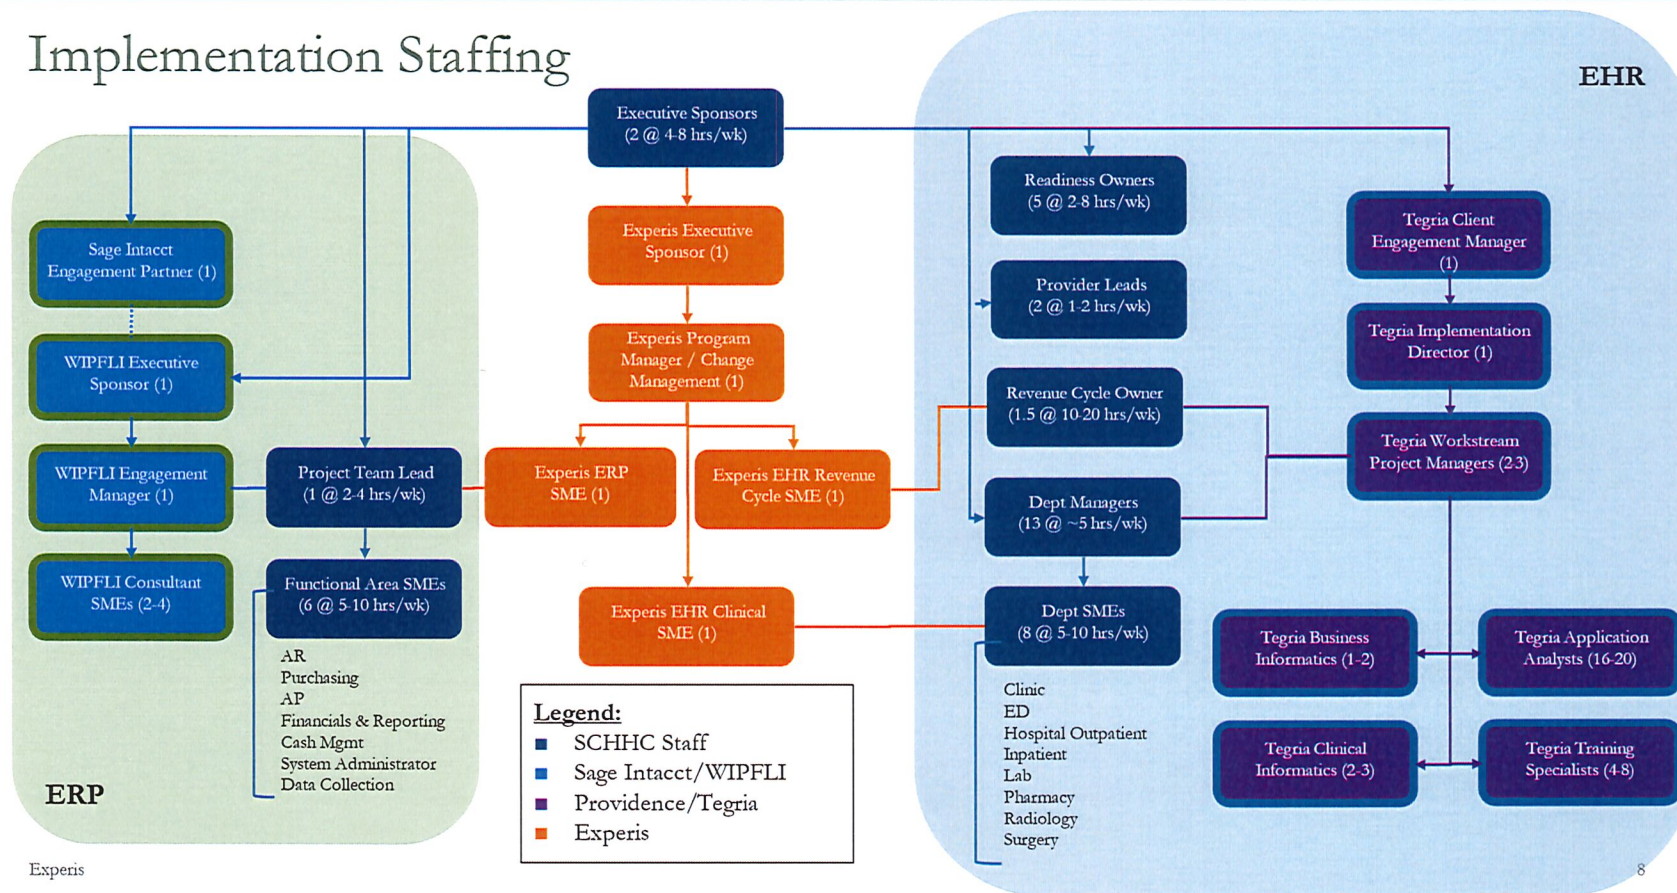 Implementation Staffing
EHR
Executive Sponsors
(2 @ 4-8 hrs/wk)
Sage Intacct
Engagement Partner (1)
WIPFLI Executive
Sponsor (1)
WIPFLI Engagement
Manager (1)
WIPFLI Consultant
SMEs (2-4)
Project Team Lead
(1 @ 2-4 hrs/wk)
Functional Area SMEs
(6 @ 5-10 hrs/wk)
AR
Purchasing
AP
Financials & Reporting
Cash Mgmt
System Administrator
Data Collection
ERP
Experis Executive
Sponsor (1)
Experis Program
Manager / Change
Management (1)
Experis ERP
SME (1)
Experis EHR Revenue
Cycle SME (1)
Experis EHR Clinical
SME (1)
Legend:
SCHHC Staff
Sage Intacct/WIPFLI
Providence/Tegria
Experis
Readiness Owners
(5 @ 2-8 hrs/wk)
Provider Leads
(2 @ 1-2 hrs/wk)
Revenue Cycle Owner
(1.5 @ 10-20 hrs/wk)
Dept Managers
(13 @ ~5 hrs/wk)
Dept SMEs
(8 @ 5-10 hrs/wk)
Clinic
ED
Hospital Outpatient
Inpatient
Lab
Pharmacy
Radiology
Surgery
Tegria Client
Engagement Manager
(1)
Tegria Implementation
Director (1)
Tegria Workstream
Project Managers (2-3)
Tegria Business
Informatics (1-2)
Tegria Application
Analysts (16-20)
Tegria Clinical
Informatics (2-3)
Tegria Training
Specialists (4-8)
Experis
8